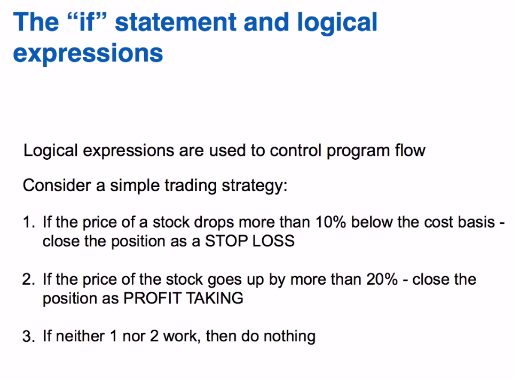 The “if” statement and logical
expressions
Logical expressions are used to control program flow
Consider a simple trading strategy:
1. If the price of a stock drops more than 10% below the cost basis -
close the position as a STOP LOSS
2. If the price of the stock goes up by more than 20% - close the
position as PROFIT TAKING
3. If neither 1 nor 2 work, then do nothing